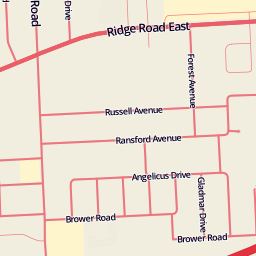 Road
Drive
Ridge Road East
Forest Avenue
Russell Avenue
Ransford Avenue
Angelicus Drive
Gladmar Drive
Brower Road
Brower Road